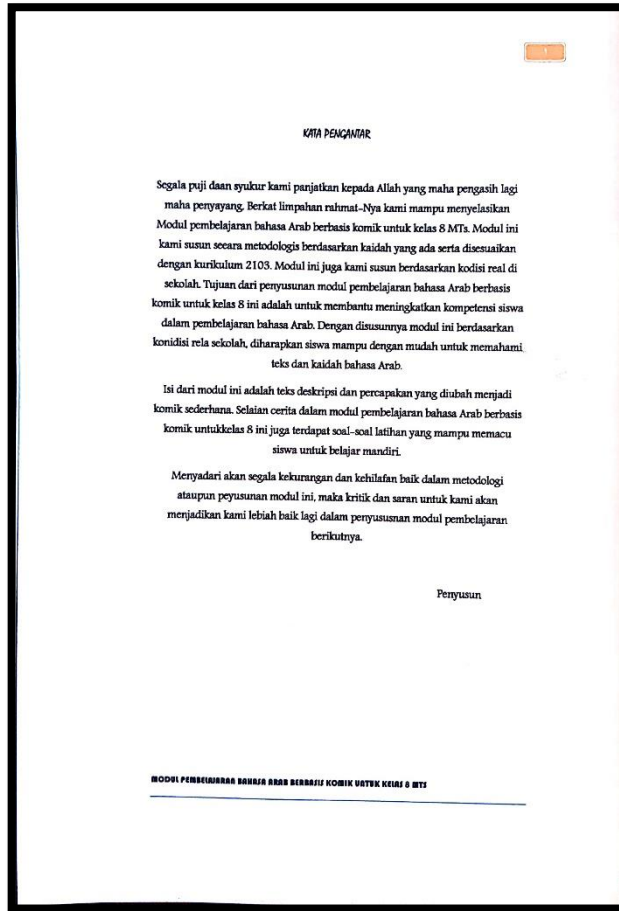 1
KATA PENGANTAR
Segala puji daan syukur kami panjatkan kepada Allah yang maha pengasih lagi
maha penyayang. Berkat limpahan rahmat-Nya kami mampu menyelasikan
Modul pembelajaran bahasa Arab berbasis komik untuk kelas 8 MTs. Modul ini
kami susun secara metodologis berdasarkan kaidah yang ada serta disesuaikan
dengan kurikulum 2103. Modul ini juga kami susun berdasarkan kodisi real di
sekolah. Tujuan dari penyusunan modul pembelajaran bahasa Arab berbasis
komik untuk kelas 8 ini adalah untuk membantu meningkatkan kompetensi siswa
dalam pembelajaran bahasa Arab. Dengan disusunnya modul ini berdasarkan
konidisi rela sekolah, diharapkan siswa mampu dengan mudah untuk memahami
teks dan kaidah bahasa Arab.
Isi dari modul ini adalah teks deskripsi dan percapakan yang diubah menjadi
komik sederhana. Selaian cerita dalam modul pembelajaran bahasa Arab berbasis
komik untukkelas 8 ini juga terdapat soal-soal latihan yang mampu memacu
siswa untuk belajar mandiri.
Menyadari akan segala kekurangan dan kehilafan baik dalam metodologi
ataupun peyusunan modul ini, maka kritik dan saran untuk kami akan
menjadikan kami lebiah baik lagi dalam penyususnan modul pembelajaran
berikutnya.
Penyusun
MODUL PEMBELAJARAN BAHASA ARAB BERBASIS KOMIK UNTUK KELAS 8 MTS